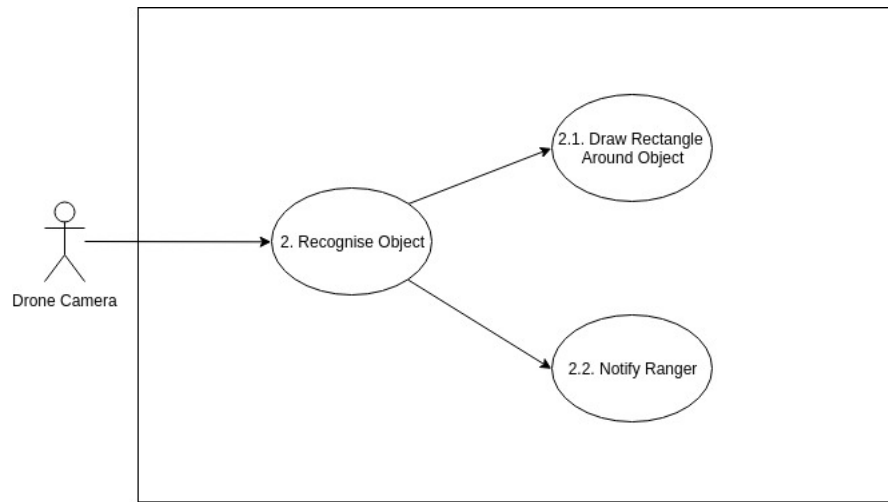 2.1. Draw Rectangle
Around Object
2. Recognise Object
Drone Camera
2.2. Notify Ranger